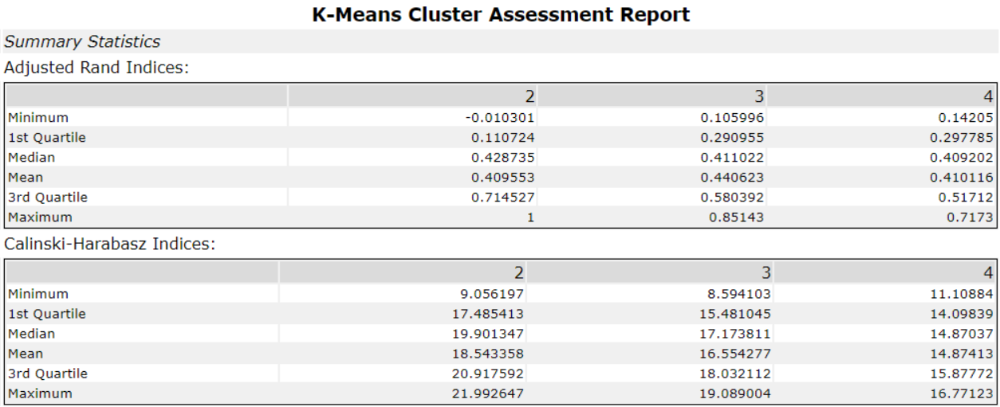 K-Means Cluster Assessment Report
Summary Statistics
Adjusted Rand Indices:
2 3 4
Minimum -0.010301 0.105996 0.14205
1st Quartile 0.110724 0.290955 0.297785
Median 0.428735 0.411022 0.409202
Mean 0.409553 0.440623 0.410116
3rd Quartile 0.714527 0.580392 0.51712
Maximum 1 0.85143 0.7173
Calinski-Harabasz Indices:
2 3 4
Minimum 9.056197 8.594103 11.10884
1st Quartile 17.485413 15.481045 14.09839
Median 19.901347 17.173811 14.87037
Mean 18.543358 16.554277 14.87413
3rd Quartile 20.917592 18.032112 15.87772
Maximum 21.992647 19.089004 16.77123